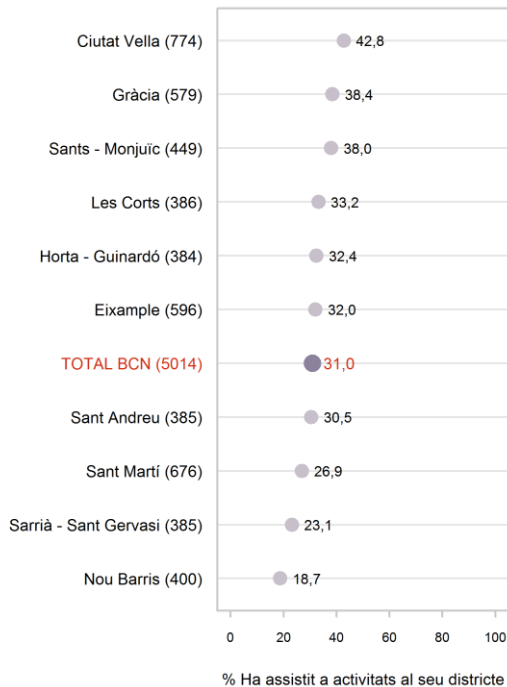 Ciutat Vella (774) 42,8
Gràcia (579) 38,4
Sants - Monjuïc (449) 38,0
Les Corts (386) 33,2
Horta - Guinardó (384) 32,4
Eixample (596) 32,0
TOTAL BCN (5014) 31,0
Sant Andreu (385) 30,5
Sant Martí (676) 26,9
Sarrià - Sant Gervasi (385) 23,1
Nou Barris (400) 18,7
0 20 40 60 80 100
% Ha assistit a activitats al seu districte